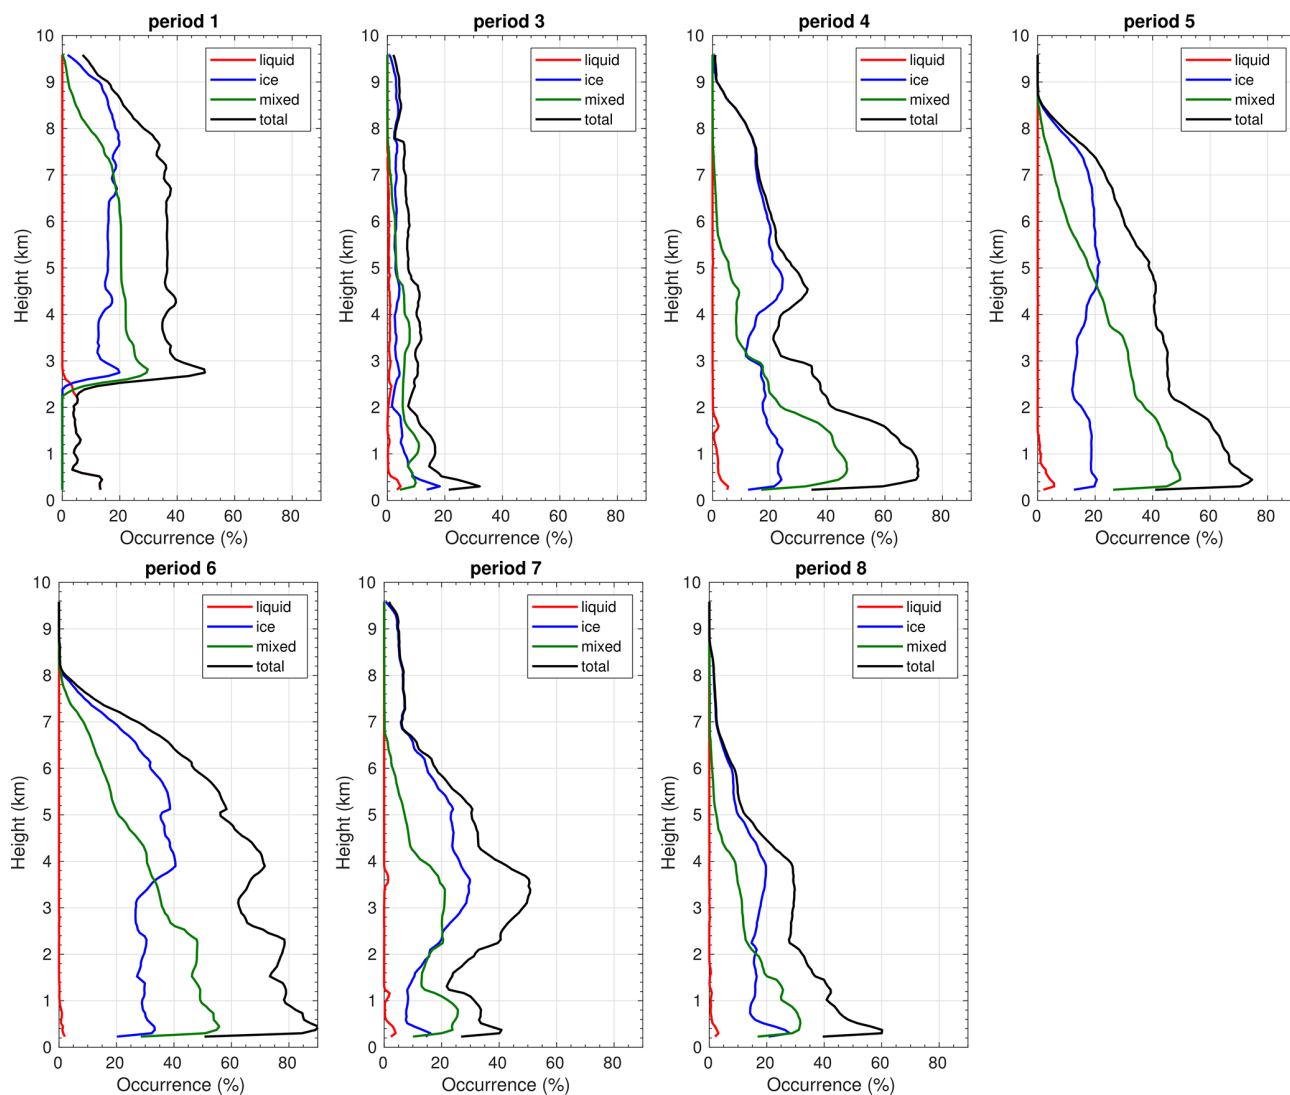 period 1
10
9
8
7
6
5
4
3
2
1
0
Height (km)
liquid
ice
mixed
total
0 20 40 60 80
Occurrence (%)
period 3
10
9
8
7
6
5
4
3
2
1
0
Height (km)
liquid
ice
mixed
total
0 20 40 60 80
Occurrence (%)
period 4
10
9
8
7
6
5
4
3
2
1
0
Height (km)
liquid
ice
mixed
total
0 20 40 60 80
Occurrence (%)
period 5
10
9
8
7
6
5
4
3
2
1
0
Height (km)
liquid
ice
mixed
total
0 20 40 60 80
Occurrence (%)
period 6
10
9
8
7
6
5
4
3
2
1
0
Height (km)
liquid
ice
mixed
total
0 20 40 60 80
Occurrence (%)
period 7
10
9
8
7
6
5
4
3
2
1
0
Height (km)
liquid
ice
mixed
total
0 20 40 60 80
Occurrence (%)
period 8
10
9
8
7
6
5
4
3
2
1
0
Height (km)
liquid
ice
mixed
total
0 20 40 60 80
Occurrence (%)